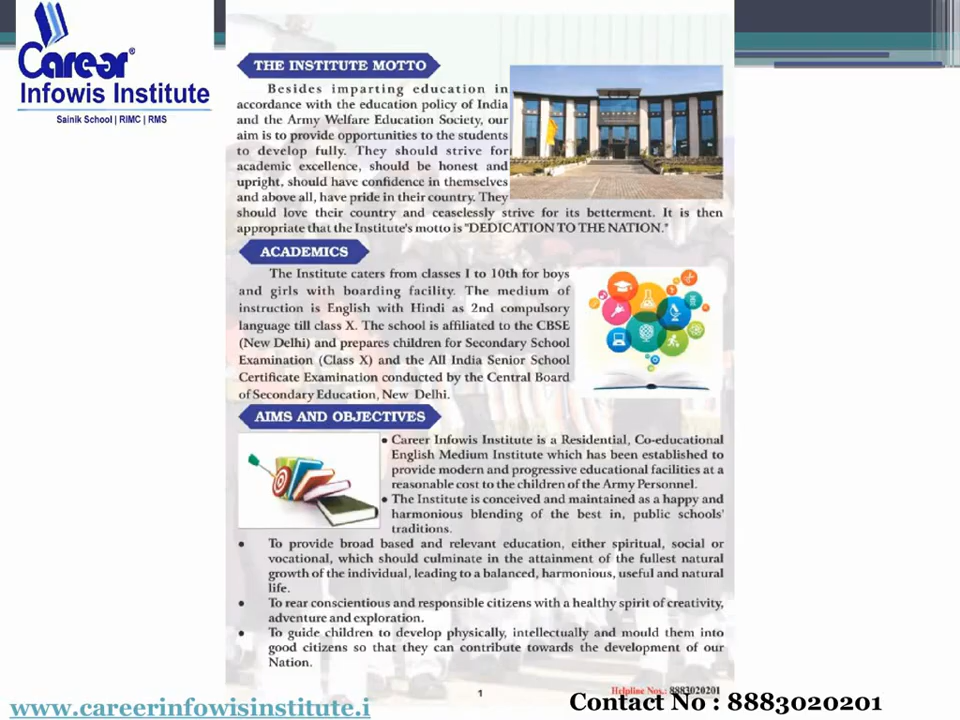 Career®
Infowis Institute
Sainik School | RIMC | RMS
THE INSTITUTE MOTTO
Besides imparting education in
accordance with the education policy of India
and the Army Welfare Education Society, our
aim is to provide opportunities to the students
to develop fully. They should strive for
academic excellence, should be honest and
upright, should have confidence in themselves
and above all, have pride in their country. They
should love their country and ceaselessly strive for its betterment. It is then
appropriate that the Institute's motto is "DEDICATION TO THE NATION."
ACADEMICS
The Institute caters from classes I to 10th for boys
and girls with boarding facility. The medium of
instruction is English with Hindi as 2nd compulsory
language till class X. The school is affiliated to the CBSE
(New Delhi) and prepares children for Secondary School
Examination (Class X) and the All India Senior School
Certificate Examination conducted by the Central Board
of Secondary Education, New Delhi.
AIMS AND OBJECTIVES
• Career Infowis Institute is a Residential, Co-educational
English Medium Institute which has been established to
provide modern and progressive educational facilities at a
reasonable cost to the children of the Army Personnel.
• The Institute is conceived and maintained as a happy and
harmonious blending of the best in, public schools'
traditions.
• To provide broad based and relevant education, either spiritual, social or
vocational, which should culminate in the attainment of the fullest natural
growth of the individual, leading to a balanced, harmonious, useful and natural
life.
• To rear conscientious and responsible citizens with a healthy spirit of creativity,
adventure and exploration.
• To guide children to develop physically, intellectually and mould them into
good citizens so that they can contribute towards the development of our
Nation.
1
Helpline Nos.: 8883020201
www.careerinfowisinstitute.i
Contact No : 8883020201